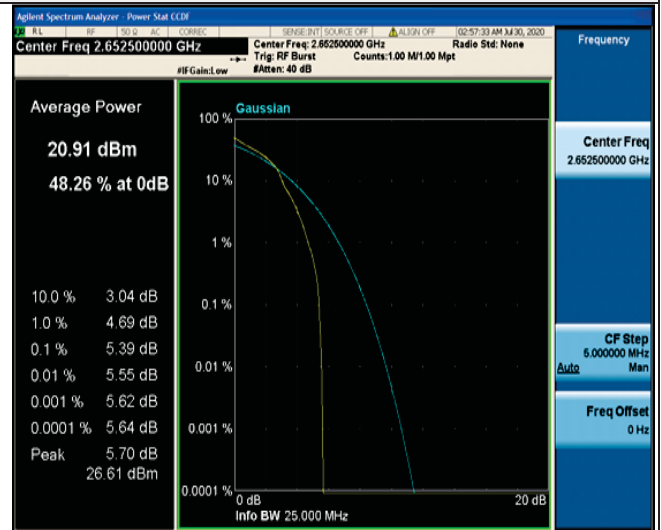 Agilent Spectrum Analyzer - Power Stat CCDF
RL RF 50 Ω AC CORREC SENSE:INT SOURCE OFF ALIGN OFF 02:57:33 AM Jul 30, 2020
Center Freq 2.652500000 GHz
Center Freq: 2.652500000 GHz Radio Std: None
Trig: RF Burst Counts:1.00 M/1.00 Mpt
#IFGain:Low #Atten: 40 dB
Frequency
Average Power
20.91 dBm
48.26 % at 0dB
10.0 % 3.04 dB
1.0 % 4.69 dB
0.1 % 5.39 dB
0.01 % 5.55 dB
0.001 % 5.62 dB
0.0001 % 5.64 dB
Peak 5.70 dB
26.61 dBm
Gaussian
100 %
10 %
1 %
0.1 %
0.01 %
0.001 %
0.0001 %
0 dB 20 dB
Info BW 25.000 MHz
Center Freq
2.652500000 GHz
CF Step
5.000000 MHz
Auto Man
Freq Offset
0 Hz